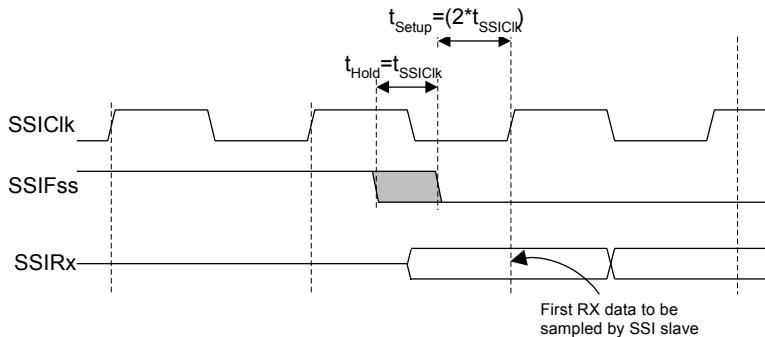 tSetup=(2*tSSIClk)
tHold=tSSIClk
SSIClk
SSIFss
SSIRx
First RX data to be
sampled by SSI slave